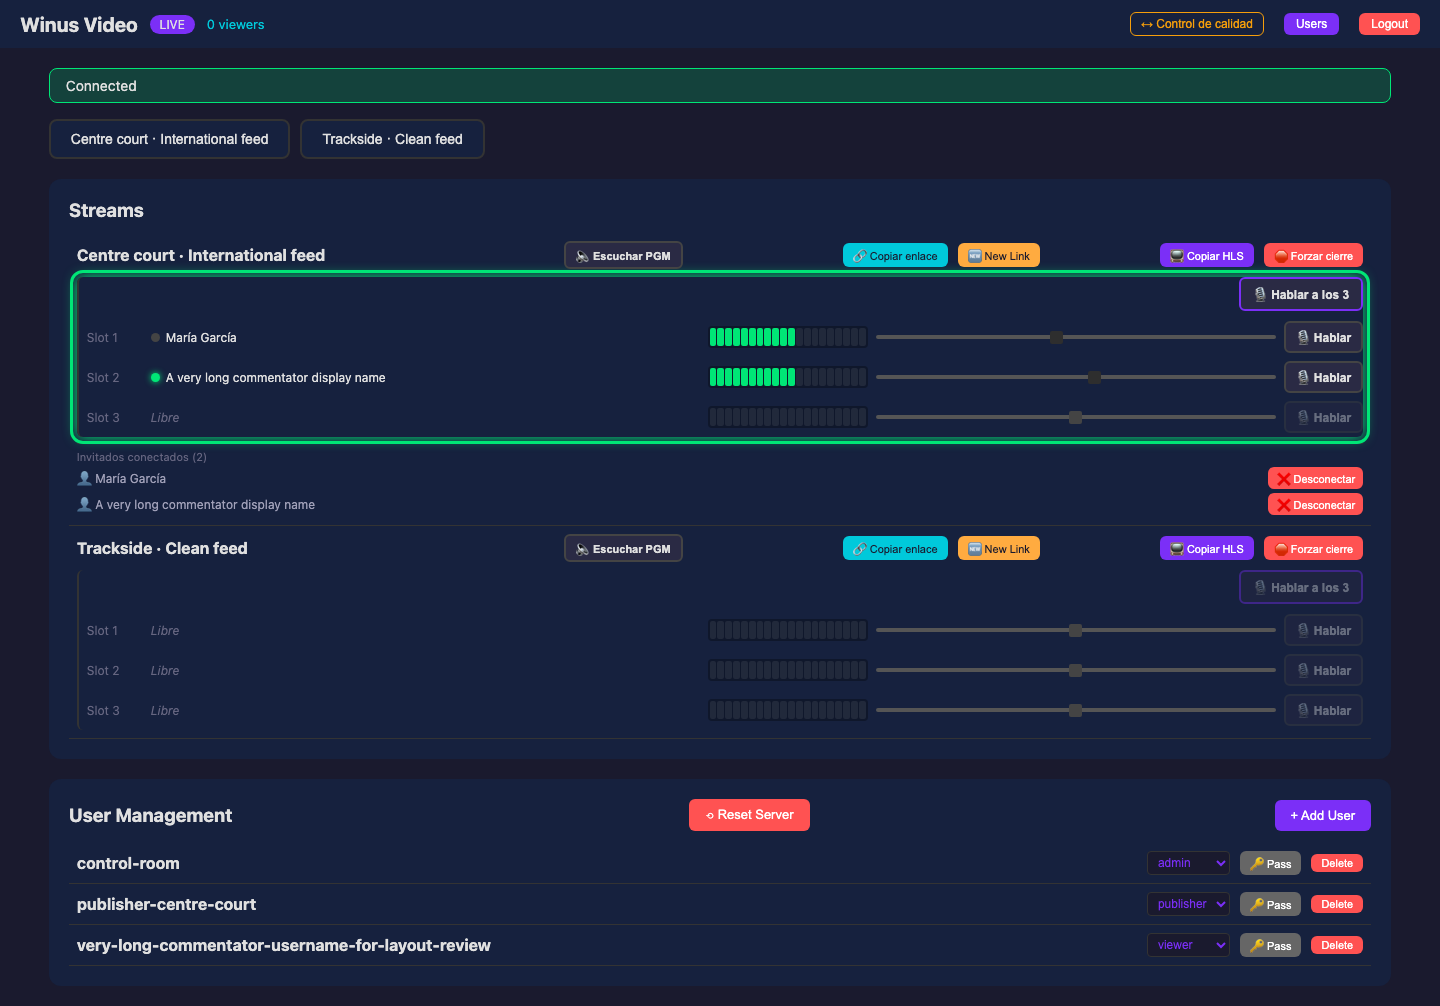 Winus Video LIVE 0 viewers ↔ Control de calidad Users Logout
Connected
Centre court · International feed Trackside · Clean feed
Streams
Centre court · International feed Escuchar PGM Copiar enlace NEW New Link Copiar HLS Forzar cierre
Hablar a los 3
Slot 1 María García Hablar
Slot 2 A very long commentator display name Hablar
Slot 3 Libre Hablar
Invitados conectados (2)
María García Desconectar
A very long commentator display name Desconectar
Trackside · Clean feed Escuchar PGM Copiar enlace NEW New Link Copiar HLS Forzar cierre
Hablar a los 3
Slot 1 Libre Hablar
Slot 2 Libre Hablar
Slot 3 Libre Hablar
User Management Reset Server + Add User
control-room admin Pass Delete
publisher-centre-court publisher Pass Delete
very-long-commentator-username-for-layout-review viewer Pass Delete